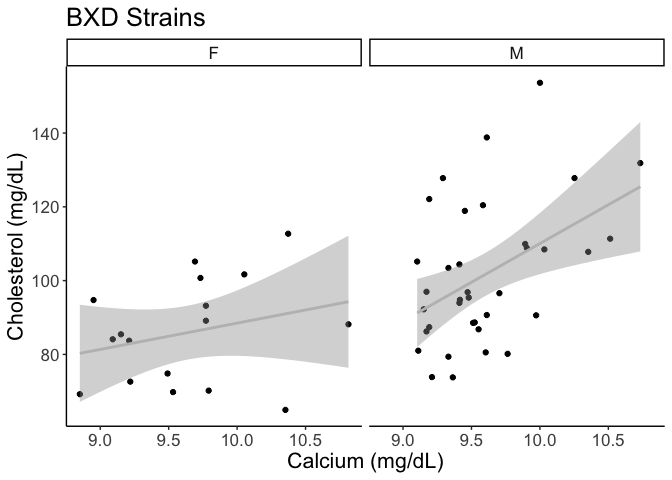 BXD Strains
F
M
Cholesterol (mg/dL)
140
120
100
80
9.0 9.5 10.0 10.5
9.0 9.5 10.0 10.5
Calcium (mg/dL)